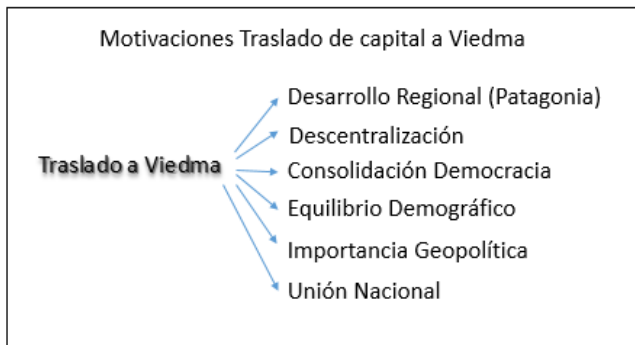 Motivaciones Traslado de capital a Viedma
Desarrollo Regional (Patagonia)
Descentralización
Traslado a Viedma
Consolidación Democracia
Equilibrio Demográfico
Importancia Geopolítica
Unión Nacional